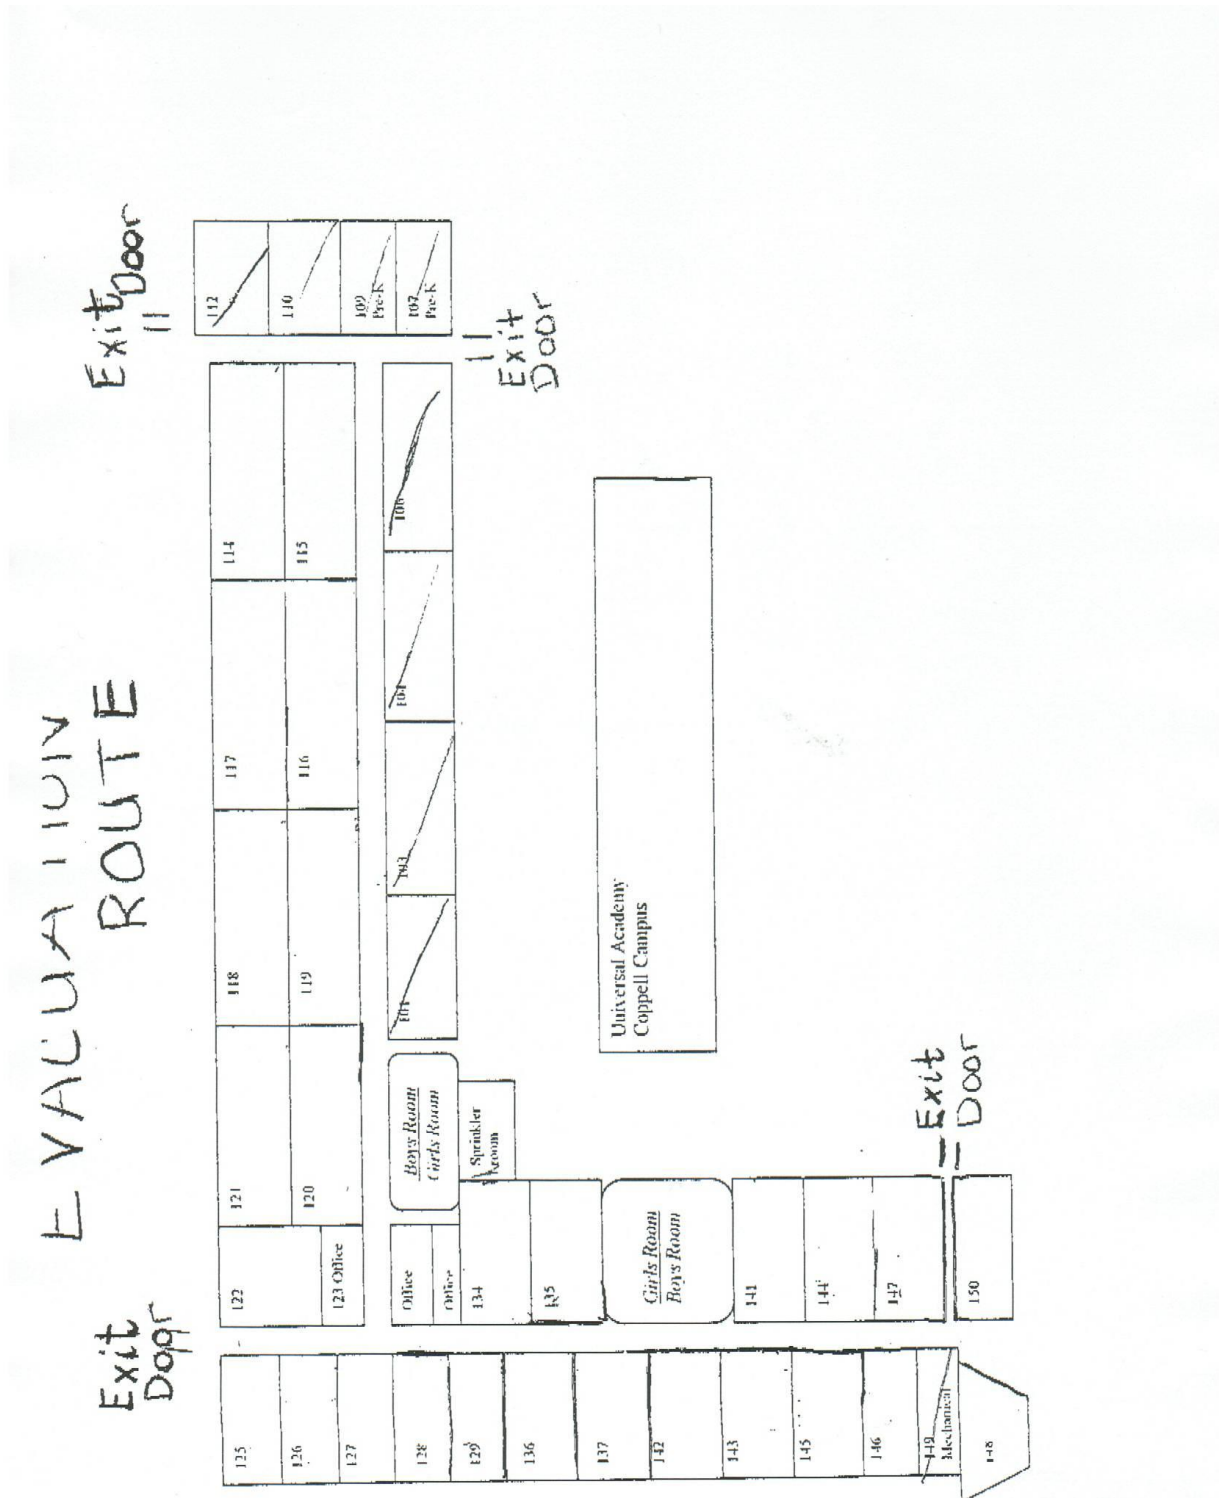 EVACUATION
ROUTE
Exit
Door
Exit
Door
125
122
121
118
117
114
112
126
123 Office
120
119
116
115
110
127
128
Office
Boys Room
Girls Room
101
103
104
106
109
Pre-K
107
Pre-K
129
Office
134
Sprinkler
Room
Exit
Door
136
135
137
Girls Room
Boys Room
Universal Academy
Coppell Campus
142
143
141
145
144
146
147
149
Mechanical
150
Exit
Door
148